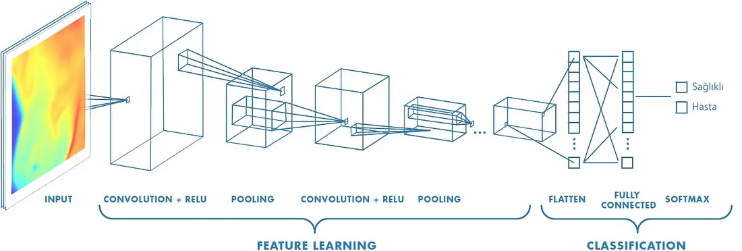 Sağlıklı
Hasta
INPUT
CONVOLUTION + RELU
POOLING
CONVOLUTION + RELU
POOLING
FLATTEN
FULLY
CONNECTED
SOFTMAX
FEATURE LEARNING
CLASSIFICATION